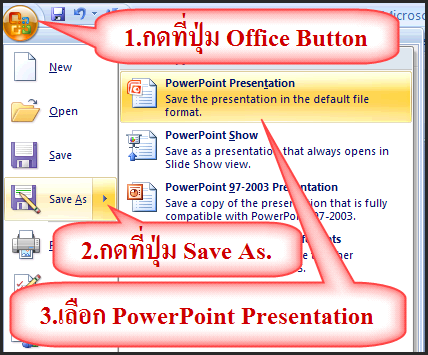 Microsoft
1.กดที่ปุ่ม Office Button
New
Open
Save
Save As
PowerPoint Presentation
Save the presentation in the default file
format.
PowerPoint Show
Save as a presentation that always opens in
Slide Show view.
PowerPoint 97-2003 Presentation
Save a copy of the presentation that is fully
compatible with PowerPoint 97-2003.
2.กดที่ปุ่ม Save As.
3.เลือก PowerPoint Presentation